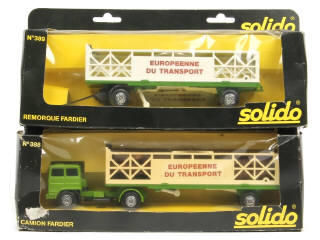 N°389
EUROPEENNE
DU TRANSPORT
solido
REMORQUE FARDIER
solido
N°388
EUROPEENNE
DU TRANSPORT
CAMION FARDIER
solido